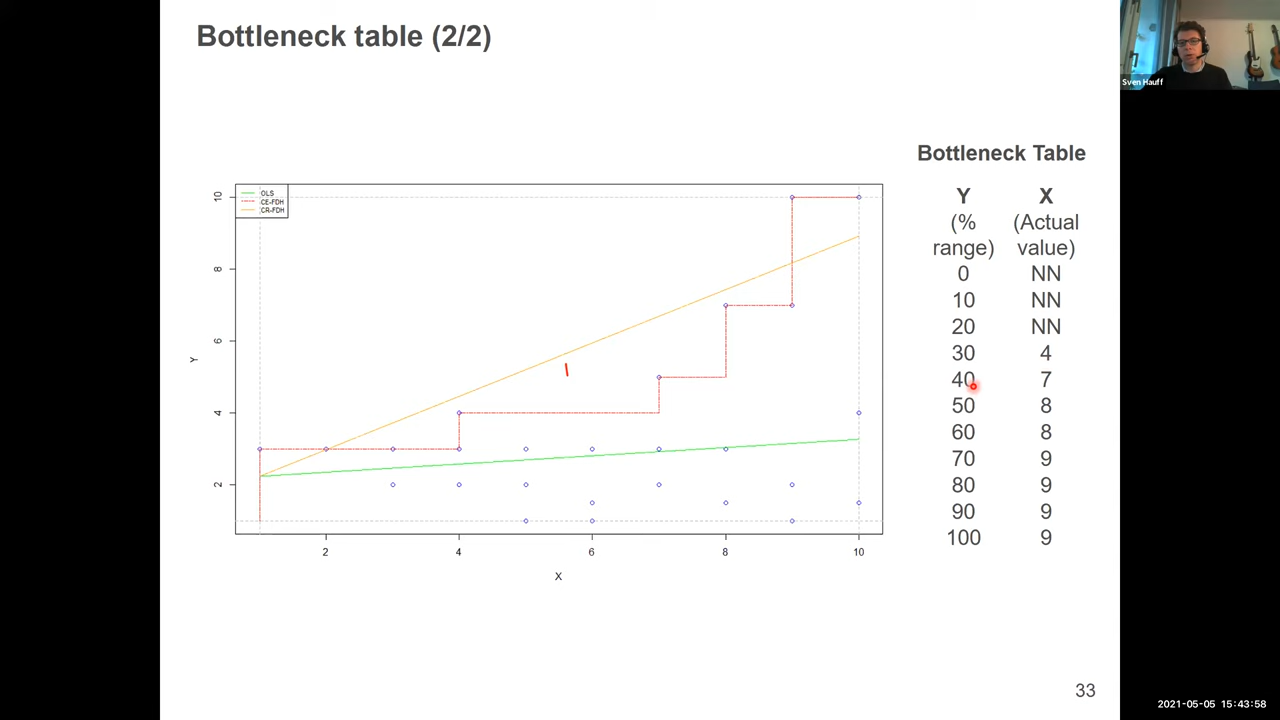 Bottleneck table (2/2)
Sven Hauff
Bottleneck Table
Y X
(% (Actual
range) value)
0 NN
10 NN
20 NN
30 4
40 7
50 8
60 8
70 9
80 9
90 9
100 9
OLS
CE-FDH
CR-FDH
10
8
6
4
2
Y
2 4 6 8 10
X
33
2021-05-05 15:43:58